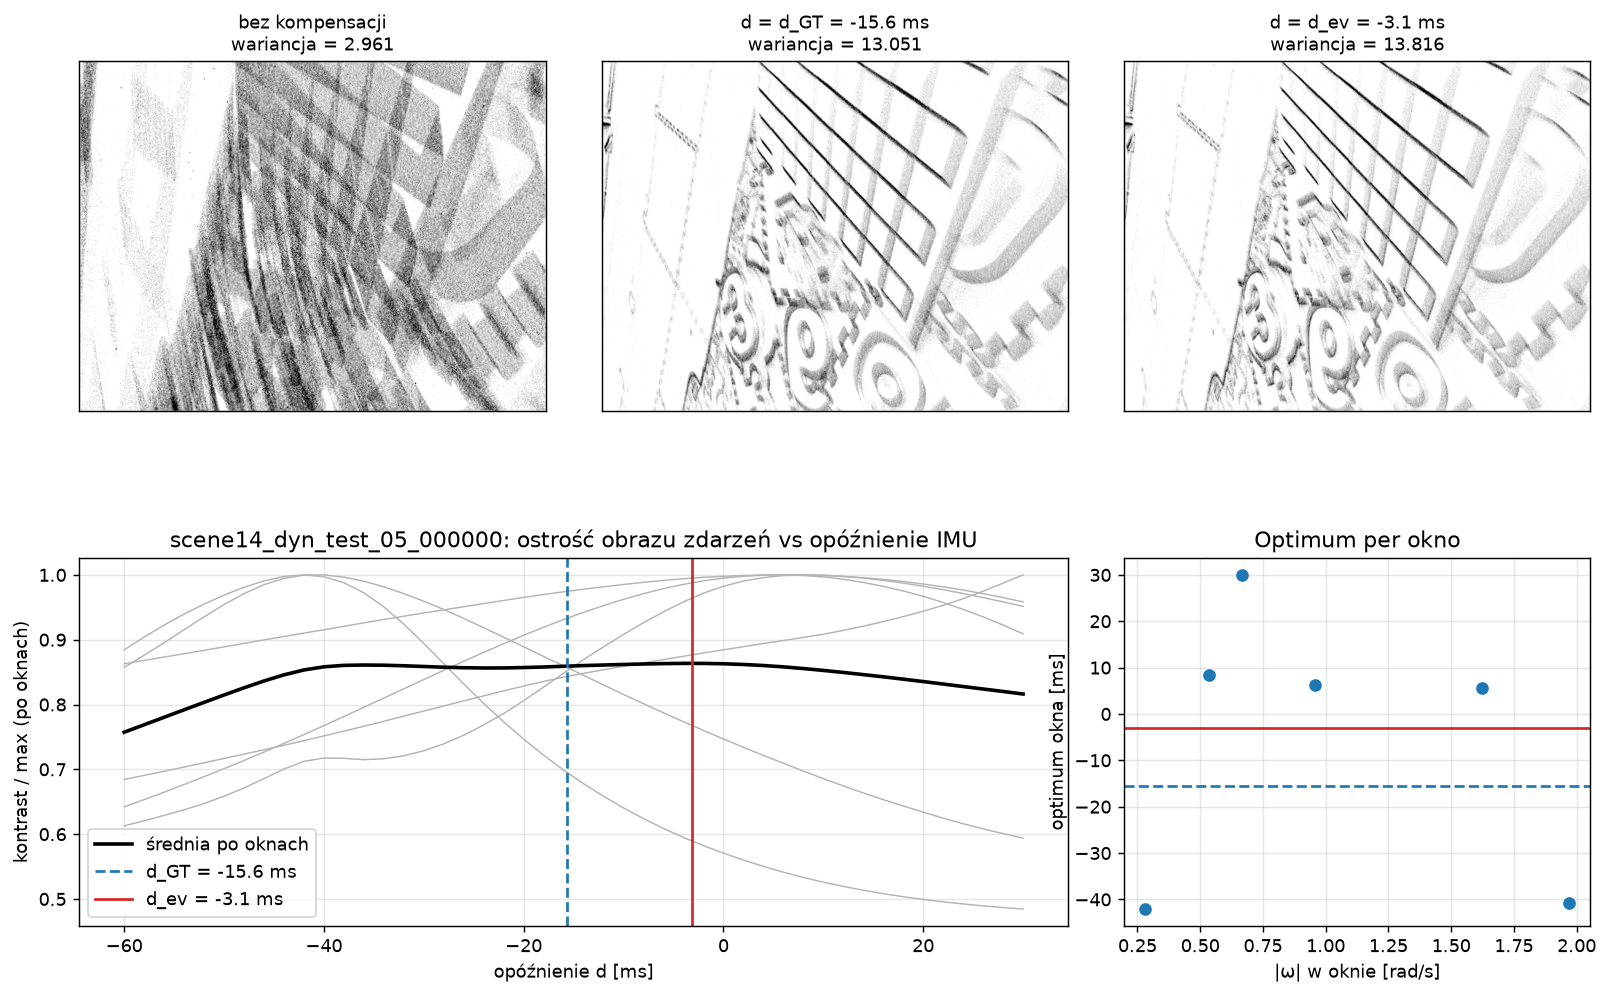 bez kompensacji
wariancja = 2.961
d = d_GT = -15.6 ms
wariancja = 13.051
d = d_ev = -3.1 ms
wariancja = 13.816
scene14_dyn_test_05_000000: ostrość obrazu zdarzeń vs opóźnienie IMU
kontrast / max (po oknach)
1.0
0.9
0.8
0.7
0.6
0.5
średnia po oknach
d_GT = -15.6 ms
d_ev = -3.1 ms
−60
−40
−20
0
20
opóźnienie d [ms]
Optimum per okno
optimum okna [ms]
30
20
10
0
−10
−20
−30
−40
0.25
0.50
0.75
1.00
1.25
1.50
1.75
2.00
|ω| w oknie [rad/s]